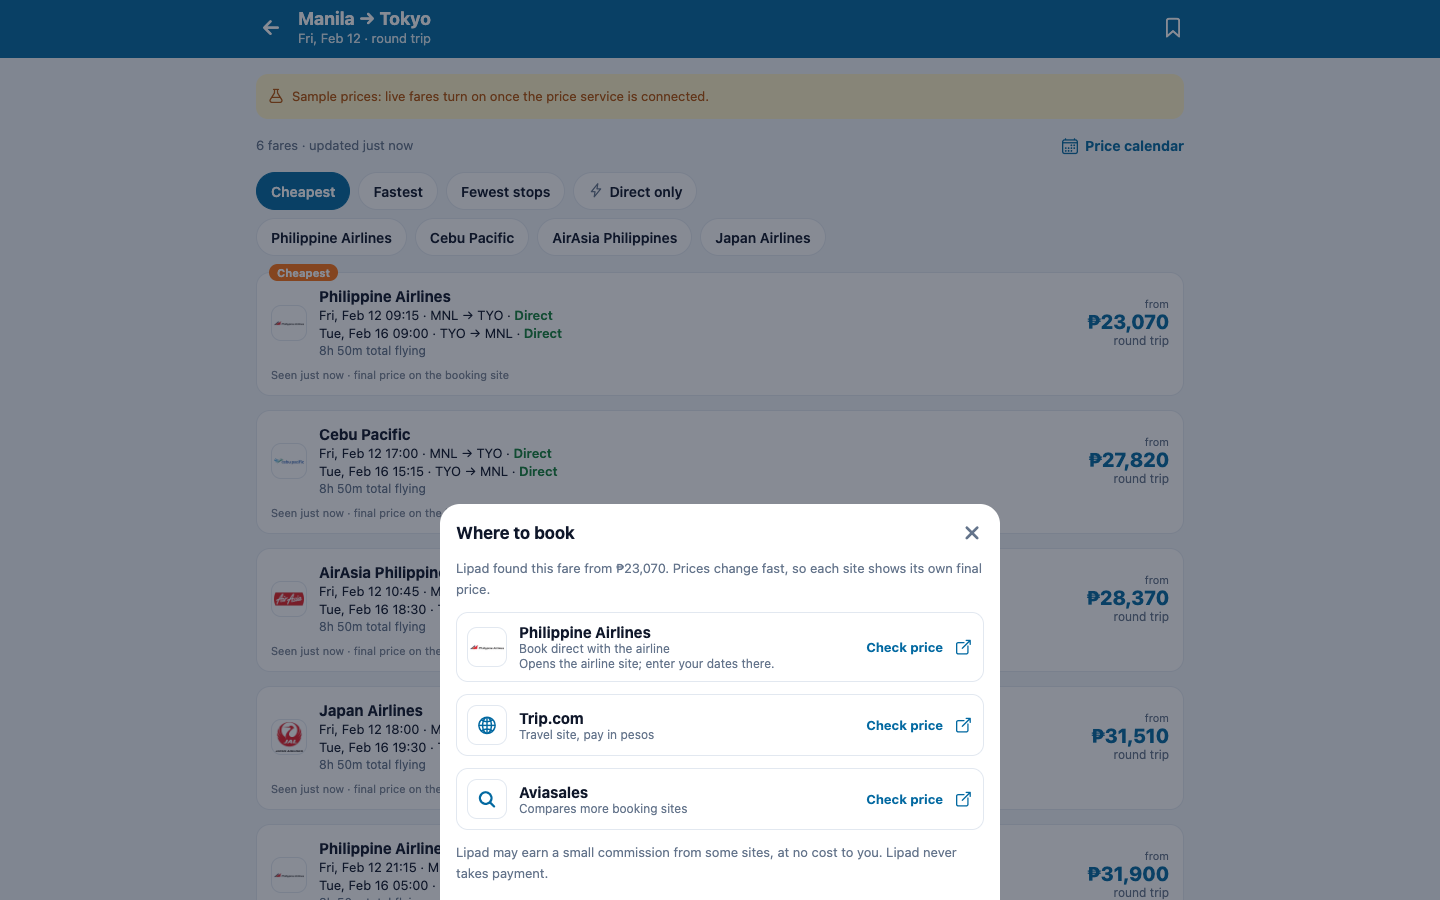 Manila → Tokyo
Fri, Feb 12 · round trip
Sample prices: live fares turn on once the price service is connected.
6 fares · updated just now
Price calendar
Cheapest
Fastest
Fewest stops
Direct only
Philippine Airlines
Cebu Pacific
AirAsia Philippines
Japan Airlines
Cheapest
Philippine Airlines
Fri, Feb 12 09:15 · MNL → TYO · Direct
Tue, Feb 16 09:00 · TYO → MNL · Direct
8h 50m total flying
Seen just now · final price on the booking site
from
₱23,070
round trip
Cebu Pacific
Fri, Feb 12 17:00 · MNL → TYO · Direct
Tue, Feb 16 15:15 · TYO → MNL · Direct
8h 50m total flying
Seen just now · final price on the
from
₱27,820
round trip
AirAsia Philippine
Fri, Feb 12 10:45 · M
Tue, Feb 16 18:30 ·
8h 50m total flying
Seen just now · final price on the
from
₱28,370
round trip
Japan Airlines
Fri, Feb 12 18:00 · M
Tue, Feb 16 19:30 ·
8h 50m total flying
Seen just now · final price on the
from
₱31,510
round trip
Philippine Airline
Fri, Feb 12 21:15 · M
Tue, Feb 16 05:00 ·
from
₱31,900
round trip
Where to book
Lipad found this fare from ₱23,070. Prices change fast, so each site shows its own final
price.
Philippine Airlines
Book direct with the airline
Opens the airline site; enter your dates there.
Check price
Trip.com
Travel site, pay in pesos
Check price
Aviasales
Compares more booking sites
Check price
Lipad may earn a small commission from some sites, at no cost to you. Lipad never
takes payment.